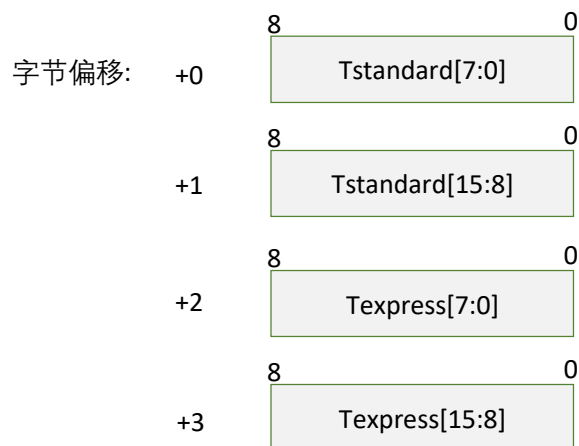 8 0
字节偏移: +0 Tstandard[7:0]
8 0
+1 Tstandard[15:8]
8 0
+2 Texpress[7:0]
8 0
+3 Texpress[15:8]